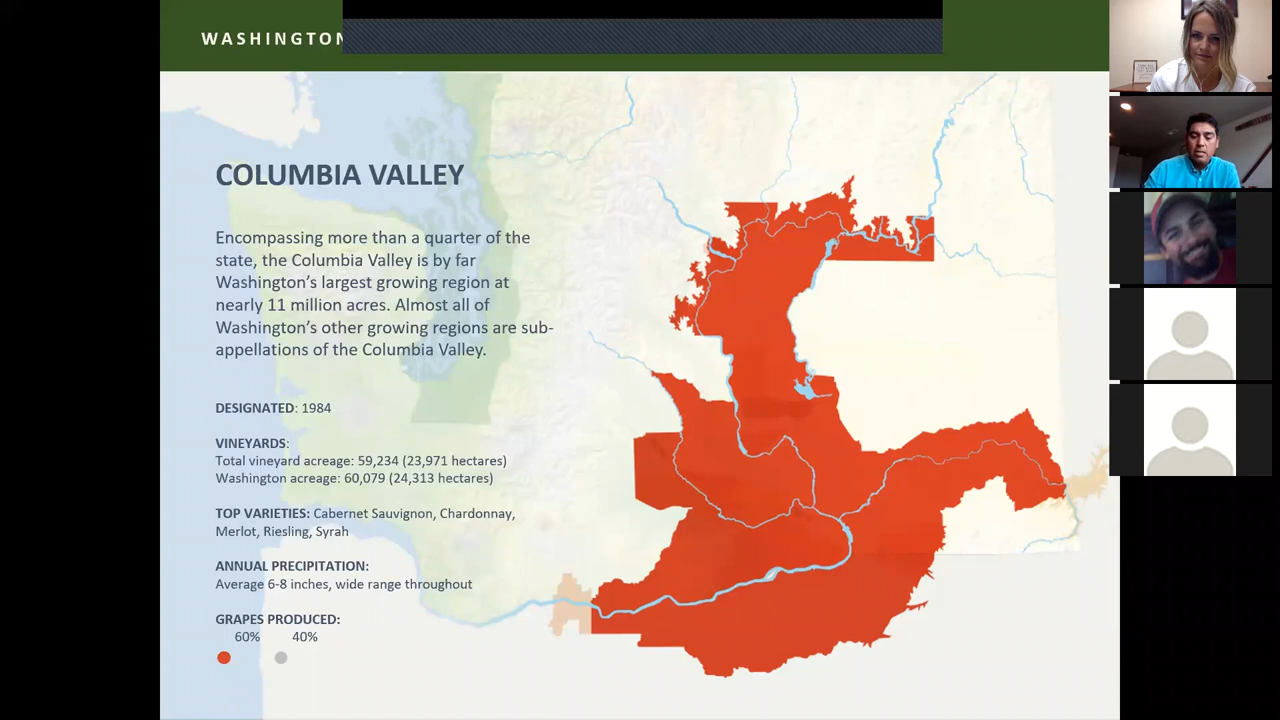 WASHINGTON
COLUMBIA VALLEY
Encompassing more than a quarter of the
state, the Columbia Valley is by far
Washington's largest growing region at
nearly 11 million acres. Almost all of
Washington's other growing regions are sub-
appellations of the Columbia Valley.
DESIGNATED: 1984
VINEYARDS:
Total vineyard acreage: 59,234 (23,971 hectares)
Washington acreage: 60,079 (24,313 hectares)
TOP VARIETIES: Cabernet Sauvignon, Chardonnay,
Merlot, Riesling, Syrah
ANNUAL PRECIPITATION:
Average 6-8 inches, wide range throughout
GRAPES PRODUCED:
60% 40%